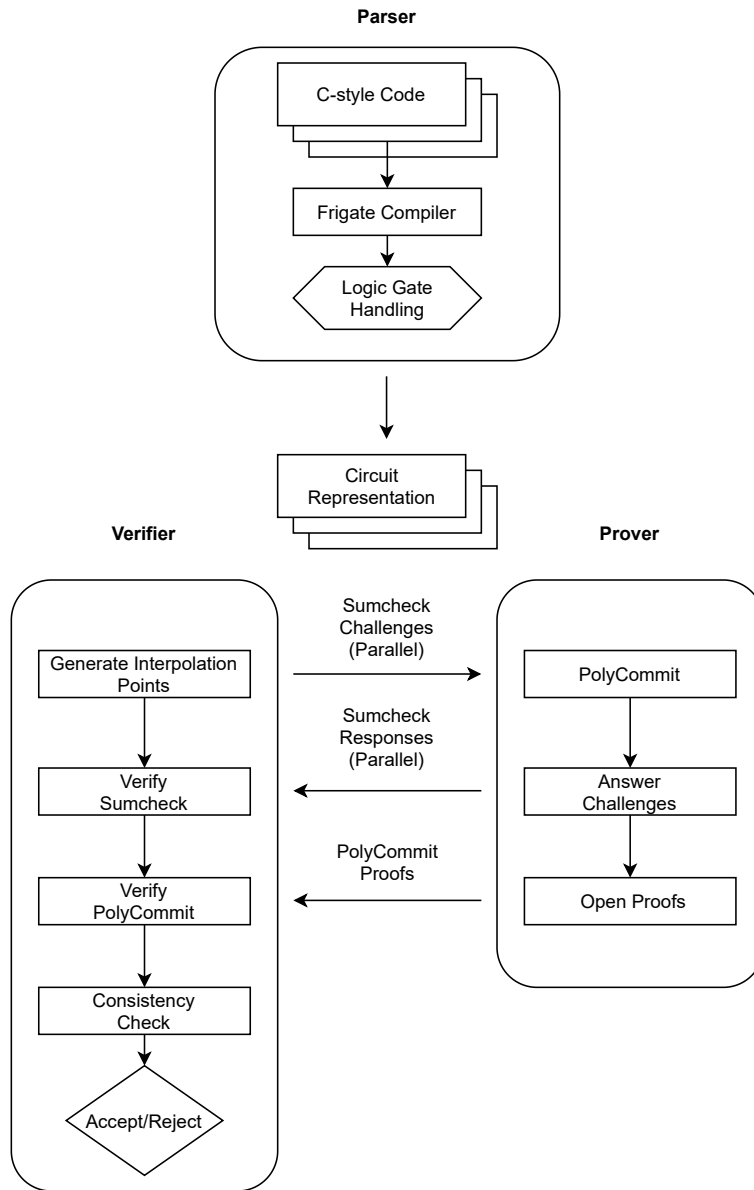 Parser
C-style Code
Frigate Compiler
Logic Gate
Handling
Circuit
Representation
Verifier
Prover
Generate Interpolation
Points
Verify
Sumcheck
Verify
PolyCommit
Consistency
Check
Accept/Reject
Sumcheck
Challenges
(Parallel)
Sumcheck
Responses
(Parallel)
PolyCommit
Proofs
PolyCommit
Answer
Challenges
Open Proofs